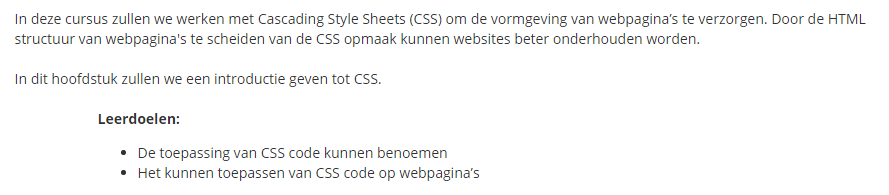 In deze cursus zullen we werken met Cascading Style Sheets (CSS) om de vormgeving van webpagina’s te verzorgen. Door de HTML
structuur van webpagina's te scheiden van de CSS opmaak kunnen websites beter onderhouden worden.
In dit hoofdstuk zullen we een introductie geven tot CSS.
Leerdoelen:
• De toepassing van CSS code kunnen benoemen
• Het kunnen toepassen van CSS code op webpagina’s